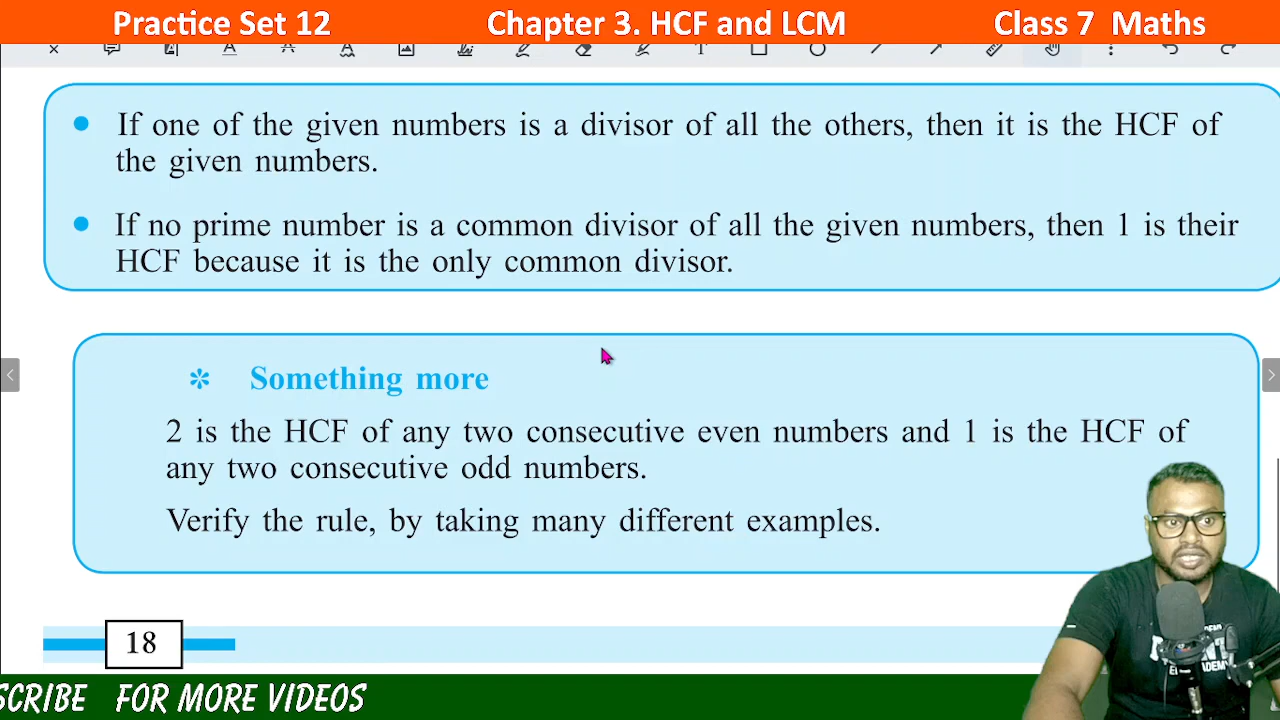 Practice Set 12 Chapter 3. HCF and LCM Class 7 Maths
If one of the given numbers is a divisor of all the others, then it is the HCF of
the given numbers.
If no prime number is a common divisor of all the given numbers, then 1 is their
HCF because it is the only common divisor.
* Something more
2 is the HCF of any two consecutive even numbers and 1 is the HCF of
any two consecutive odd numbers.
Verify the rule, by taking many different examples.
18
SCRIBE FOR MORE VIDEOS